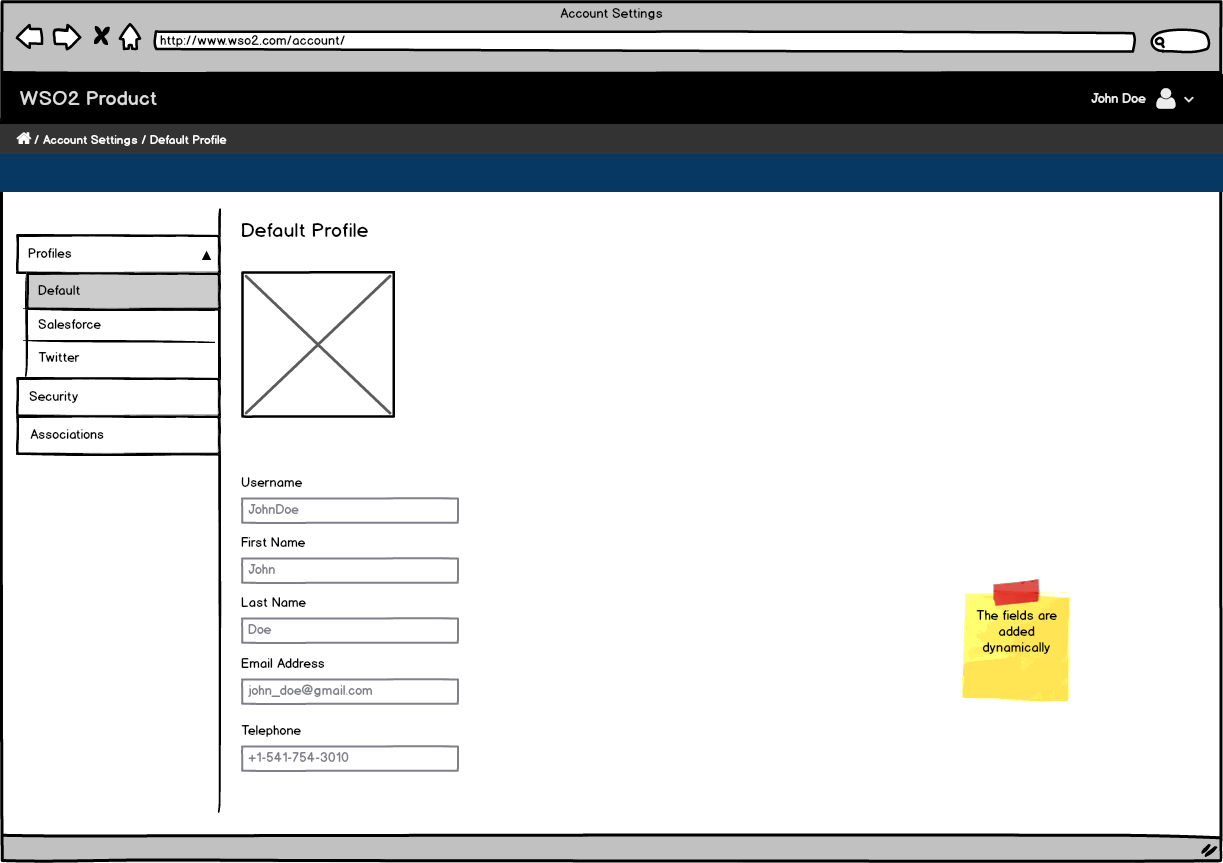 Account Settings
http://www.wso2.com/account/
WSO2 Product
John Doe
/ Account Settings / Default Profile
Profiles
Default
Salesforce
Twitter
Security
Associations
Default Profile
Username
JohnDoe
First Name
John
Last Name
Doe
Email Address
john_doe@gmail.com
Telephone
+1-541-754-3010
The fields are
added
dynamically